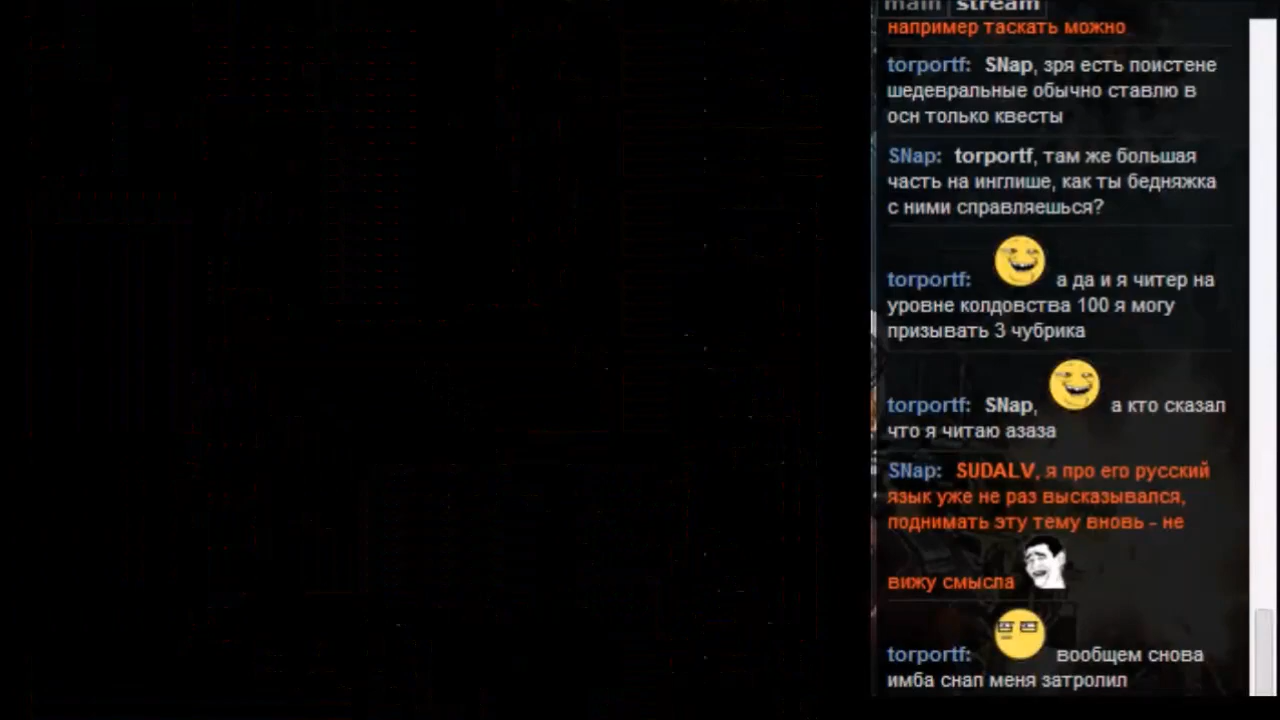 main stream
например таскать можно
torportf: SNap, зря есть поистене
шедевральные обычно ставлю в
осн только квесты
SNap: torportf, там же большая
часть на инглише, как ты бедняжка
с ними справляешься?
torportf: а да и я читер на
уровне колдовства 100 я могу
призывать 3 чубрика
torportf: SNap, а кто сказал
что я читаю азаза
SNap: SUDALV, я про его русский
язык уже не раз высказывался,
поднимать эту тему вновь - не
вижу смысла
torportf: вообщем снова
имба снап меня затролил